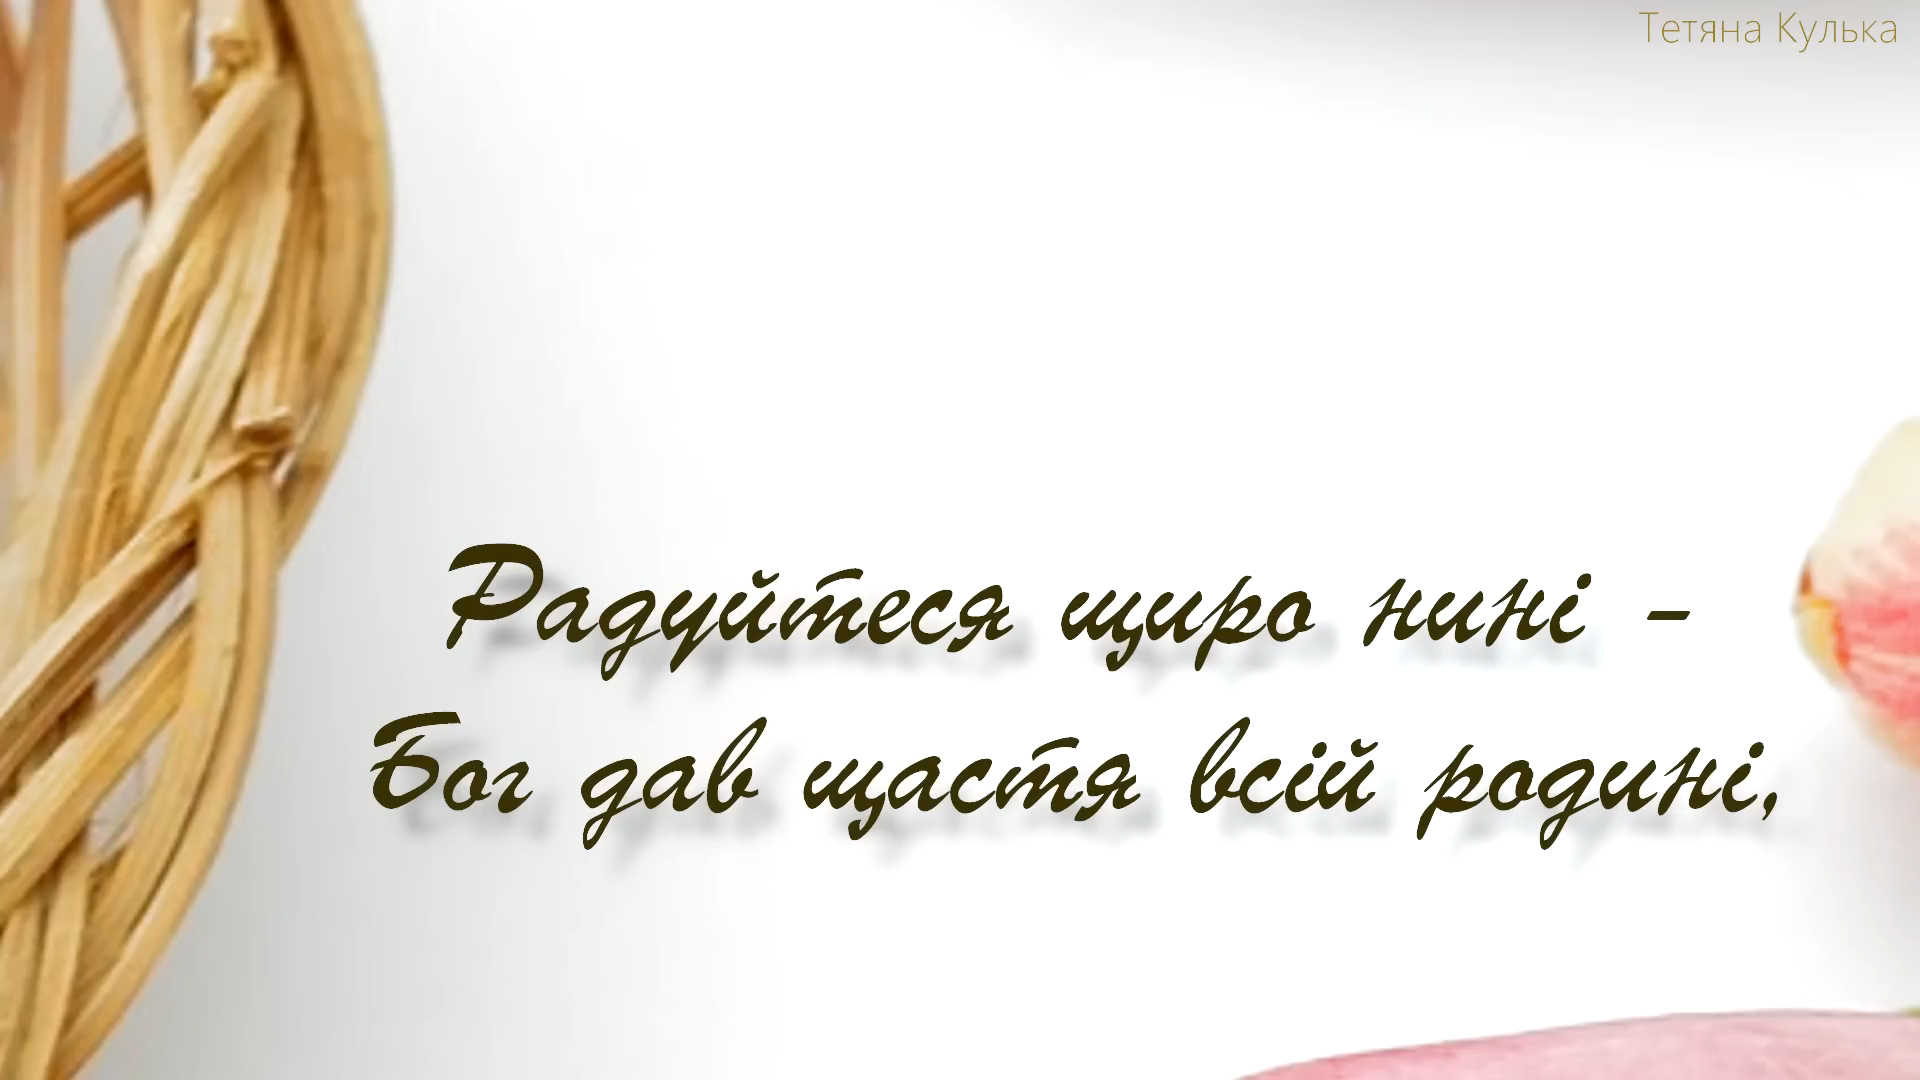 Тетяна Кулька
Радуйтеся щиро нині -
Бог дав щастя всій родині,